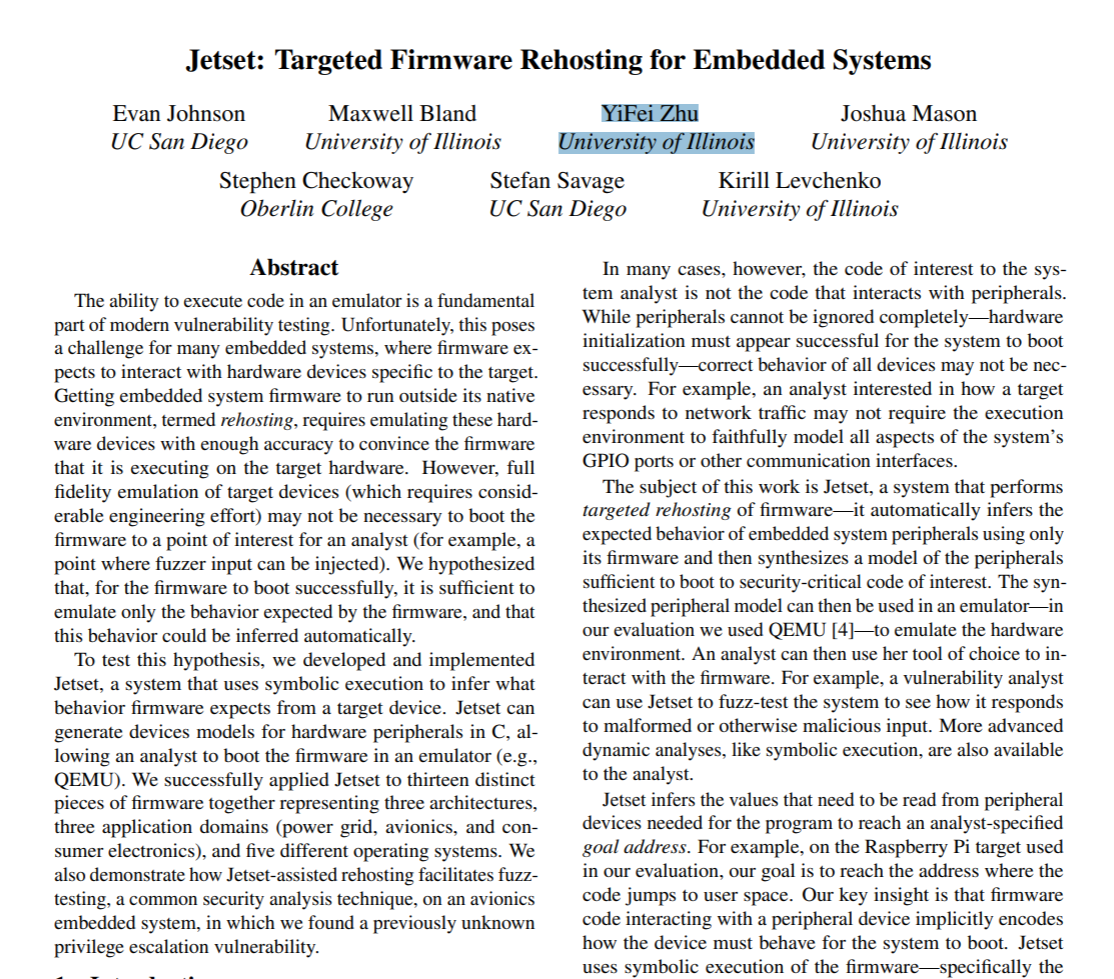 Jetset: Targeted Firmware Rehosting for Embedded Systems
Evan Johnson
UC San Diego
Maxwell Bland
University of Illinois
YiFei Zhu
University of Illinois
Joshua Mason
University of Illinois
Stephen Checkoway
Oberlin College
Stefan Savage
UC San Diego
Kirill Levchenko
University of Illinois
Abstract
The ability to execute code in an emulator is a fundamental
part of modern vulnerability testing. Unfortunately, this poses
a challenge for many embedded systems, where firmware ex-
pects to interact with hardware devices specific to the target.
Getting embedded system firmware to run outside its native
environment, termed rehosting, requires emulating these hard-
ware devices with enough accuracy to convince the firmware
that it is executing on the target hardware. However, full
fidelity emulation of target devices (which requires consid-
erable engineering effort) may not be necessary to boot the
firmware to a point of interest for an analyst (for example, a
point where fuzzer input can be injected). We hypothesized
that, for the firmware to boot successfully, it is sufficient to
emulate only the behavior expected by the firmware, and that
this behavior could be inferred automatically.
To test this hypothesis, we developed and implemented
Jetset, a system that uses symbolic execution to infer what
behavior firmware expects from a target device. Jetset can
generate devices models for hardware peripherals in C, al-
lowing an analyst to boot the firmware in an emulator (e.g.,
QEMU). We successfully applied Jetset to thirteen distinct
pieces of firmware together representing three architectures,
three application domains (power grid, avionics, and con-
sumer electronics), and five different operating systems. We
also demonstrate how Jetset-assisted rehosting facilitates fuzz-
testing, a common security analysis technique, on an avionics
embedded system, in which we found a previously unknown
privilege escalation vulnerability.
In many cases, however, the code of interest to the sys-
tem analyst is not the code that interacts with peripherals.
While peripherals cannot be ignored completely—hardware
initialization must appear successful for the system to boot
successfully—correct behavior of all devices may not be nec-
essary. For example, an analyst interested in how a target
responds to network traffic may not require the execution
environment to faithfully model all aspects of the system's
GPIO ports or other communication interfaces.
The subject of this work is Jetset, a system that performs
targeted rehosting of firmware—it automatically infers the
expected behavior of embedded system peripherals using only
its firmware and then synthesizes a model of the peripherals
sufficient to boot to security-critical code of interest. The syn-
thesized peripheral model can then be used in an emulator—in
our evaluation we used QEMU [4]—to emulate the hardware
environment. An analyst can then use her tool of choice to in-
teract with the firmware. For example, a vulnerability analyst
can use Jetset to fuzz-test the system to see how it responds
to malformed or otherwise malicious input. More advanced
dynamic analyses, like symbolic execution, are also available
to the analyst.
Jetset infers the values that need to be read from peripheral
devices needed for the program to reach an analyst-specified
goal address. For example, on the Raspberry Pi target used
in our evaluation, our goal is to reach the address where the
code jumps to user space. Our key insight is that firmware
code interacting with a peripheral device implicitly encodes
how the device must behave for the system to boot. Jetset
uses symbolic execution of the firmware—specifically the